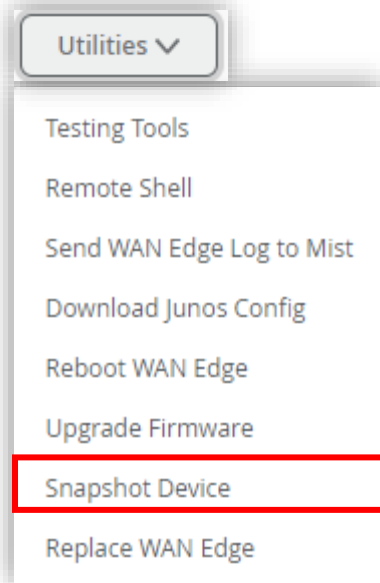 Utilities
Testing Tools
Remote Shell
Send WAN Edge Log to Mist
Download Junos Config
Reboot WAN Edge
Upgrade Firmware
Snapshot Device
Replace WAN Edge